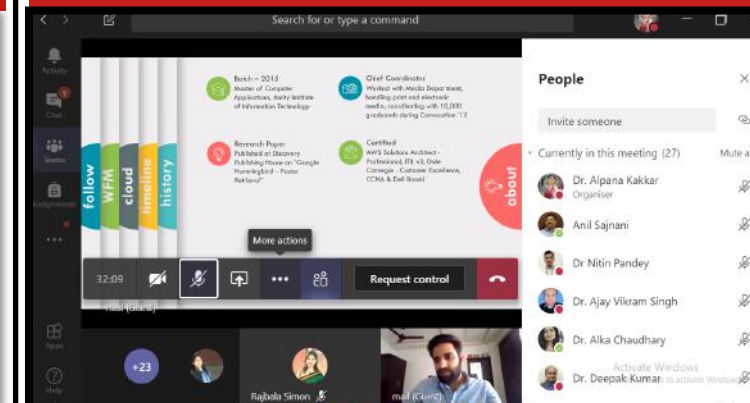 Search for or type a command
Activity
Chat
Teams
Assignments
Apps
Help
follow
WFM
cloud
timeline
history
Batch – 2015
Master of Computer
Applications, Amity Institute
of Information Technology
Chief Coordinator
Worked with Media Department,
handling print and electronic
media, coordinating with 10,000
graduands during Convocation '12
Research Paper
Published at Discovery
Publishing House on "Google
Hummingbird – Poster
Retrieval"
Certified
AWS Solutions Architect -
Professional, ITIL v3, Dale
Carnegie - Customer Excellence,
CCNA & Dell Boomi
about
More actions
32:09
Request control
+23
Rajbala Simon
mail (Guest)
People
Invite someone
Currently in this meeting (27)
Mute a
Dr. Alpana Kakkar
Organiser
Anil Sajnani
Dr Nitin Pandey
Dr. Ajay Vikram Singh
Dr. Alka Chaudhary
Dr. Deepak Kumar
Activate Windows